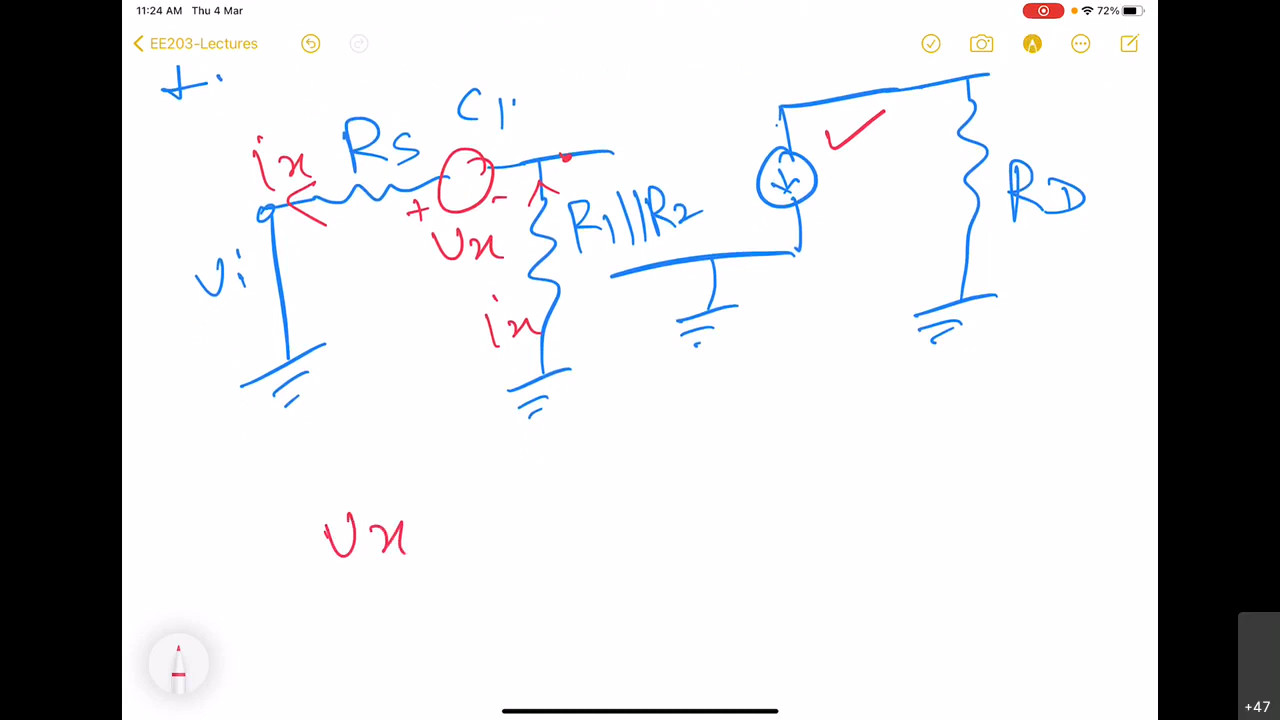 11:24 AM Thu 4 Mar
72%
EE203-Lectures
C1
ix Rs
+ -
Vx
R1||R2
RD
Vi
ix
Vx
+47